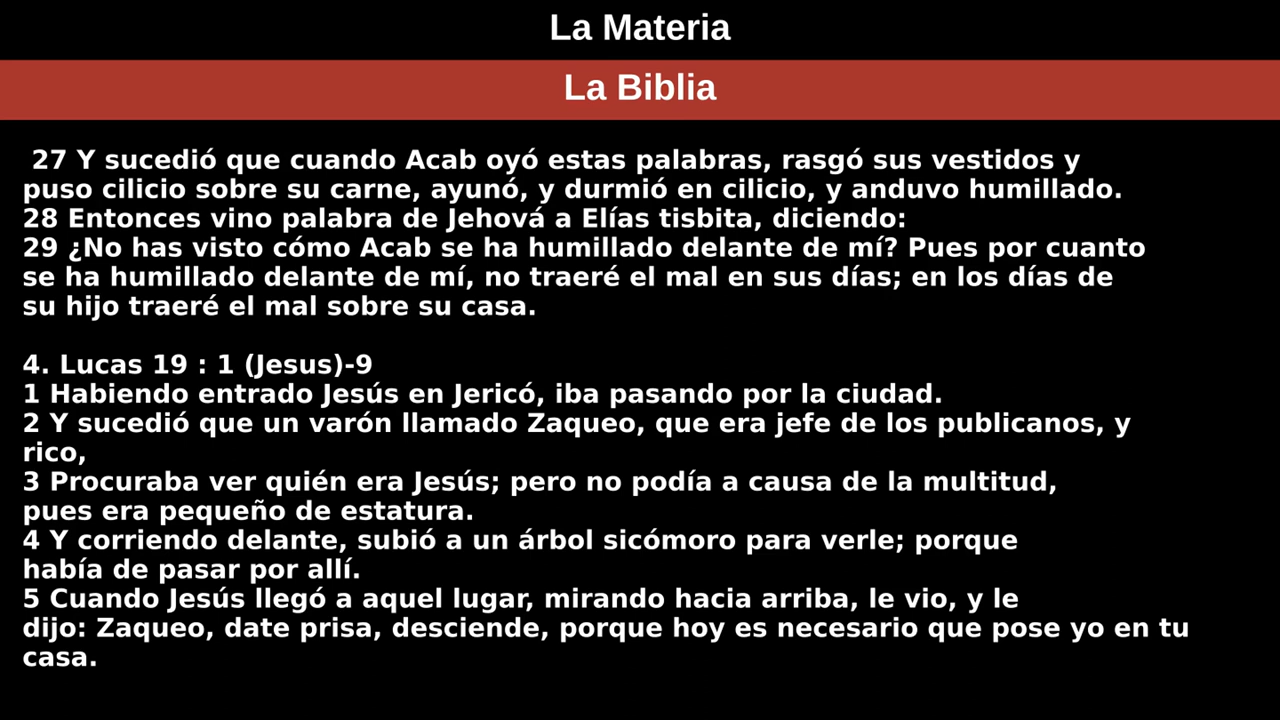 La Materia
La Biblia
27 Y sucedió que cuando Acab oyó estas palabras, rasgó sus vestidos y
puso cilicio sobre su carne, ayunó, y durmió en cilicio, y anduvo humillado.
28 Entonces vino palabra de Jehová a Elías tisbita, diciendo:
29 ¿No has visto cómo Acab se ha humillado delante de mí? Pues por cuanto
se ha humillado delante de mí, no traeré el mal en sus días; en los días de
su hijo traeré el mal sobre su casa.
4. Lucas 19 : 1 (Jesus)-9
1 Habiendo entrado Jesús en Jericó, iba pasando por la ciudad.
2 Y sucedió que un varón llamado Zaqueo, que era jefe de los publicanos, y
rico,
3 Procuraba ver quién era Jesús; pero no podía a causa de la multitud,
pues era pequeño de estatura.
4 Y corriendo delante, subió a un árbol sicómoro para verle; porque
había de pasar por allí.
5 Cuando Jesús llegó a aquel lugar, mirando hacia arriba, le vio, y le
dijo: Zaqueo, date prisa, desciende, porque hoy es necesario que pose yo en tu
casa.